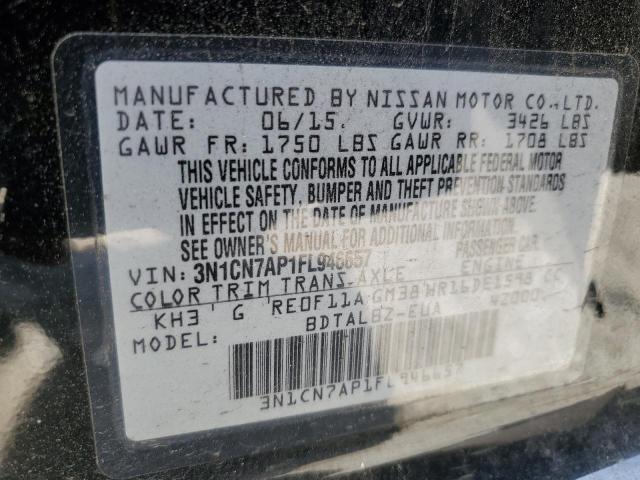 MANUFACTURED BY NISSAN MOTOR CO., LTD.
DATE: 06/15. GVWR: 3426 LBS
GAWR FR: 1750 LBS GAWR RR: 1708 LBS
THIS VEHICLE CONFORMS TO ALL APPLICABLE FEDERAL MOTOR
VEHICLE SAFETY, BUMPER AND THEFT PREVENTION STANDARDS
IN EFFECT ON THE DATE OF MANUFACTURE SHOWN ABOVE.
SEE OWNER'S MANUAL FOR ADDITIONAL INFORMATION
VIN: 3N1CN7AP1FL946657 PASSENGER CAR
COLOR TRIM TRANS. AXLE ENGINE
KH3 G RE0F11A GM38 HR16DE1598 CC
MODEL: BDTALBZ-EUA 42000
3N1CN7AP1FL946657